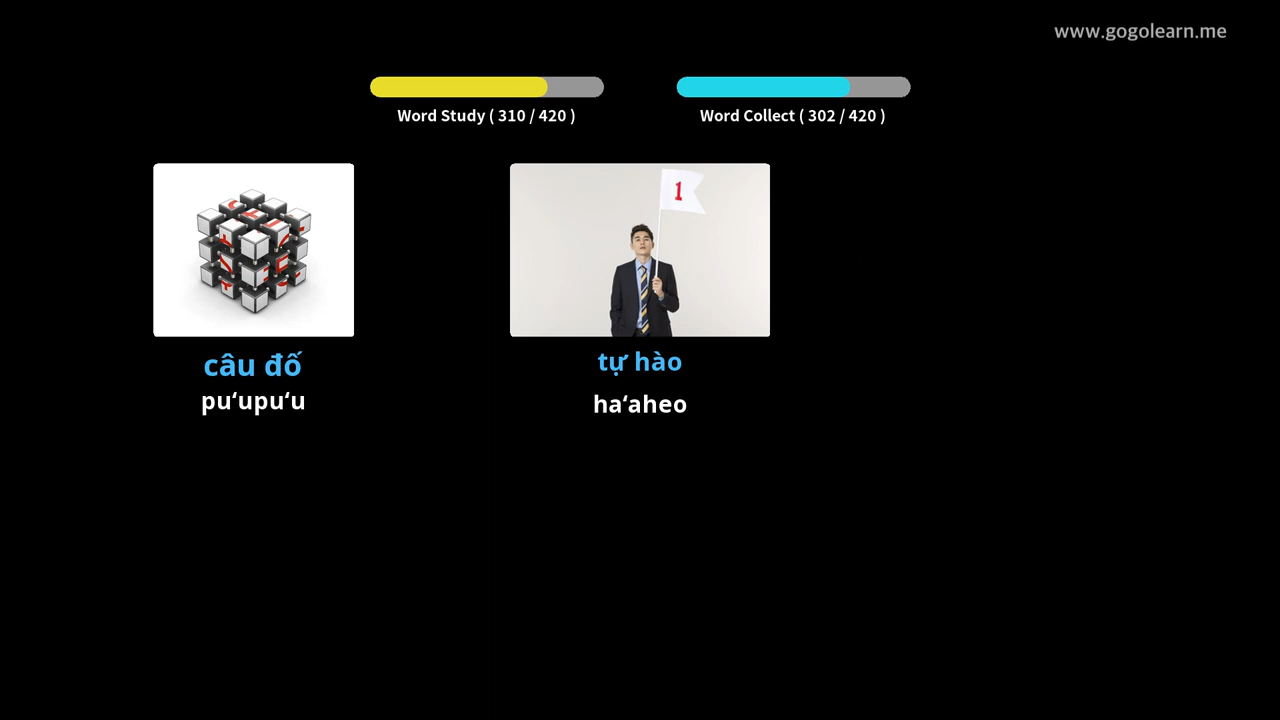 www.gogolearn.me
Word Study ( 310 / 420 )
Word Collect ( 302 / 420 )
1
câu đố
puʻupuʻu
tự hào
haʻaheo